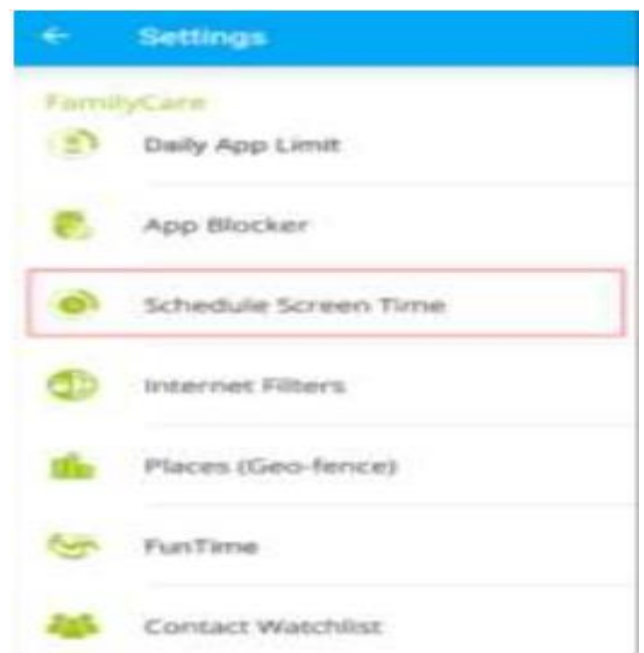 Settings
FamilyCare
Daily App Limit
App Blocker
Schedule Screen Time
Internet Filters
Places (Geo-fence)
FunTime
Contact Watchlist